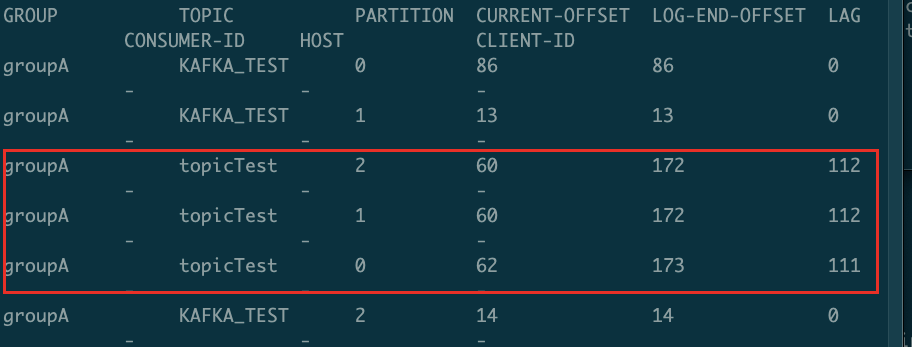 GROUP TOPIC PARTITION CURRENT-OFFSET LOG-END-OFFSET LAG
CONSUMER-ID HOST CLIENT-ID
groupA KAFKA_TEST 0 86 86 0
- - -
groupA KAFKA_TEST 1 13 13 0
- - -
groupA topicTest 2 60 172 112
- - -
groupA topicTest 1 60 172 112
- - -
groupA topicTest 0 62 173 111
- - -
groupA KAFKA_TEST 2 14 14 0
- - -